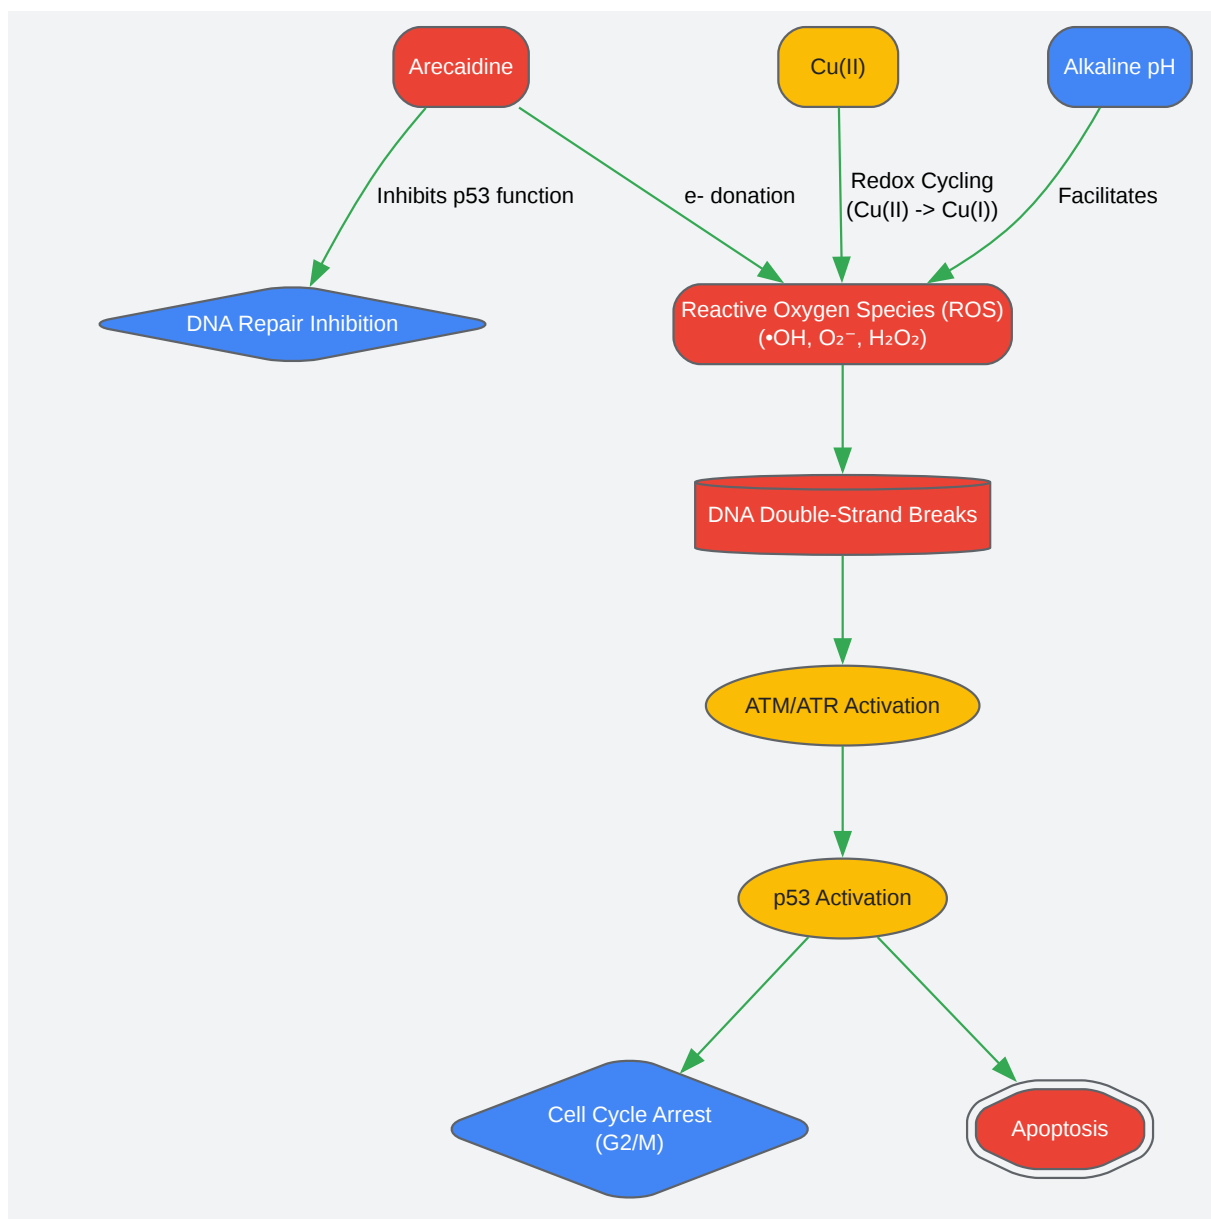 Arecaidine
Cu(II)
Alkaline pH
Inhibits p53 function
e- donation
Redox Cycling
(Cu(II) -> Cu(I))
Facilitates
DNA Repair Inhibition
Reactive Oxygen Species (ROS)
(•OH, O₂⁻, H₂O₂)
DNA Double-Strand Breaks
ATM/ATR Activation
p53 Activation
Cell Cycle Arrest
(G2/M)
Apoptosis